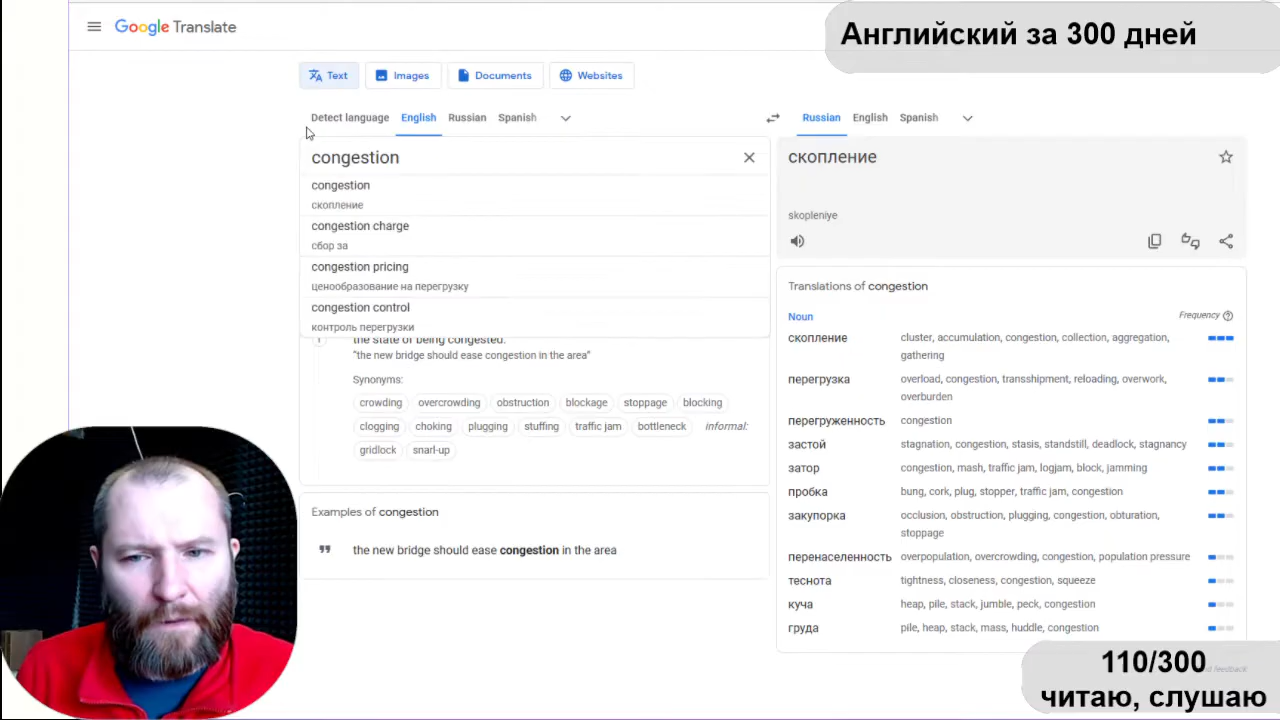 Google Translate
Английский за 300 дней
Text
Images
Documents
Websites
Detect language
English
Russian
Spanish
Russian
English
Spanish
congestion
congestion
скопление
congestion charge
сбор за
congestion pricing
ценообразование на перегрузку
congestion control
контроль перегрузки
1
the state of being congested.
"the new bridge should ease congestion in the area"
Synonyms:
crowding
overcrowding
obstruction
blockage
stoppage
blocking
clogging
choking
plugging
stuffing
traffic jam
bottleneck
informal:
gridlock
snarl-up
Examples of congestion
the new bridge should ease congestion in the area
скопление
skopleniye
Translations of congestion
Noun
Frequency
скопление
cluster, accumulation, congestion, collection, aggregation,
gathering
перегрузка
overload, congestion, transshipment, reloading, overwork,
overburden
перегруженность
congestion
застой
stagnation, congestion, stasis, standstill, deadlock, stagnancy
затор
congestion, mash, traffic jam, logjam, block, jamming
пробка
bung, cork, plug, stopper, traffic jam, congestion
закупорка
occlusion, obstruction, plugging, congestion, obturation,
stoppage
перенаселенность
overpopulation, overcrowding, congestion, population pressure
теснота
tightness, closeness, congestion, squeeze
куча
heap, pile, stack, jumble, peck, congestion
груда
pile, heap, stack, mass, huddle, congestion
feedback
110/300
читаю, слушаю